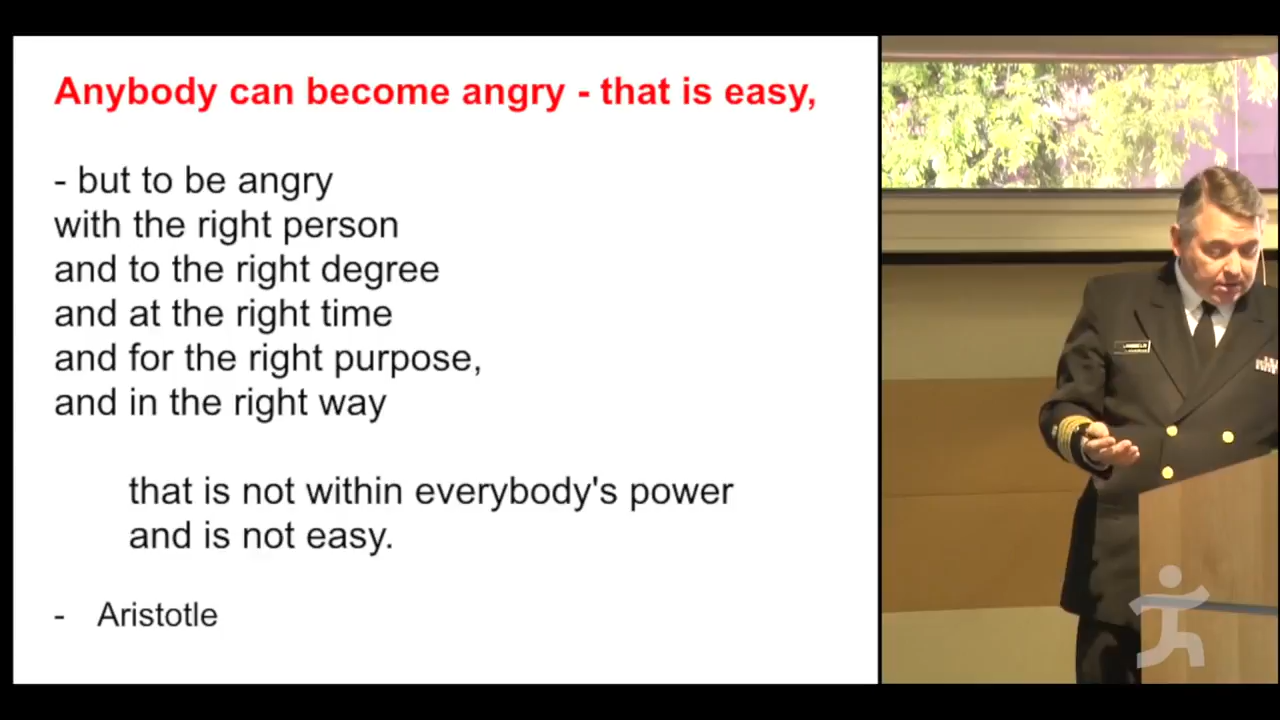 Anybody can become angry - that is easy,
- but to be angry
with the right person
and to the right degree
and at the right time
and for the right purpose,
and in the right way
that is not within everybody's power
and is not easy.
- Aristotle